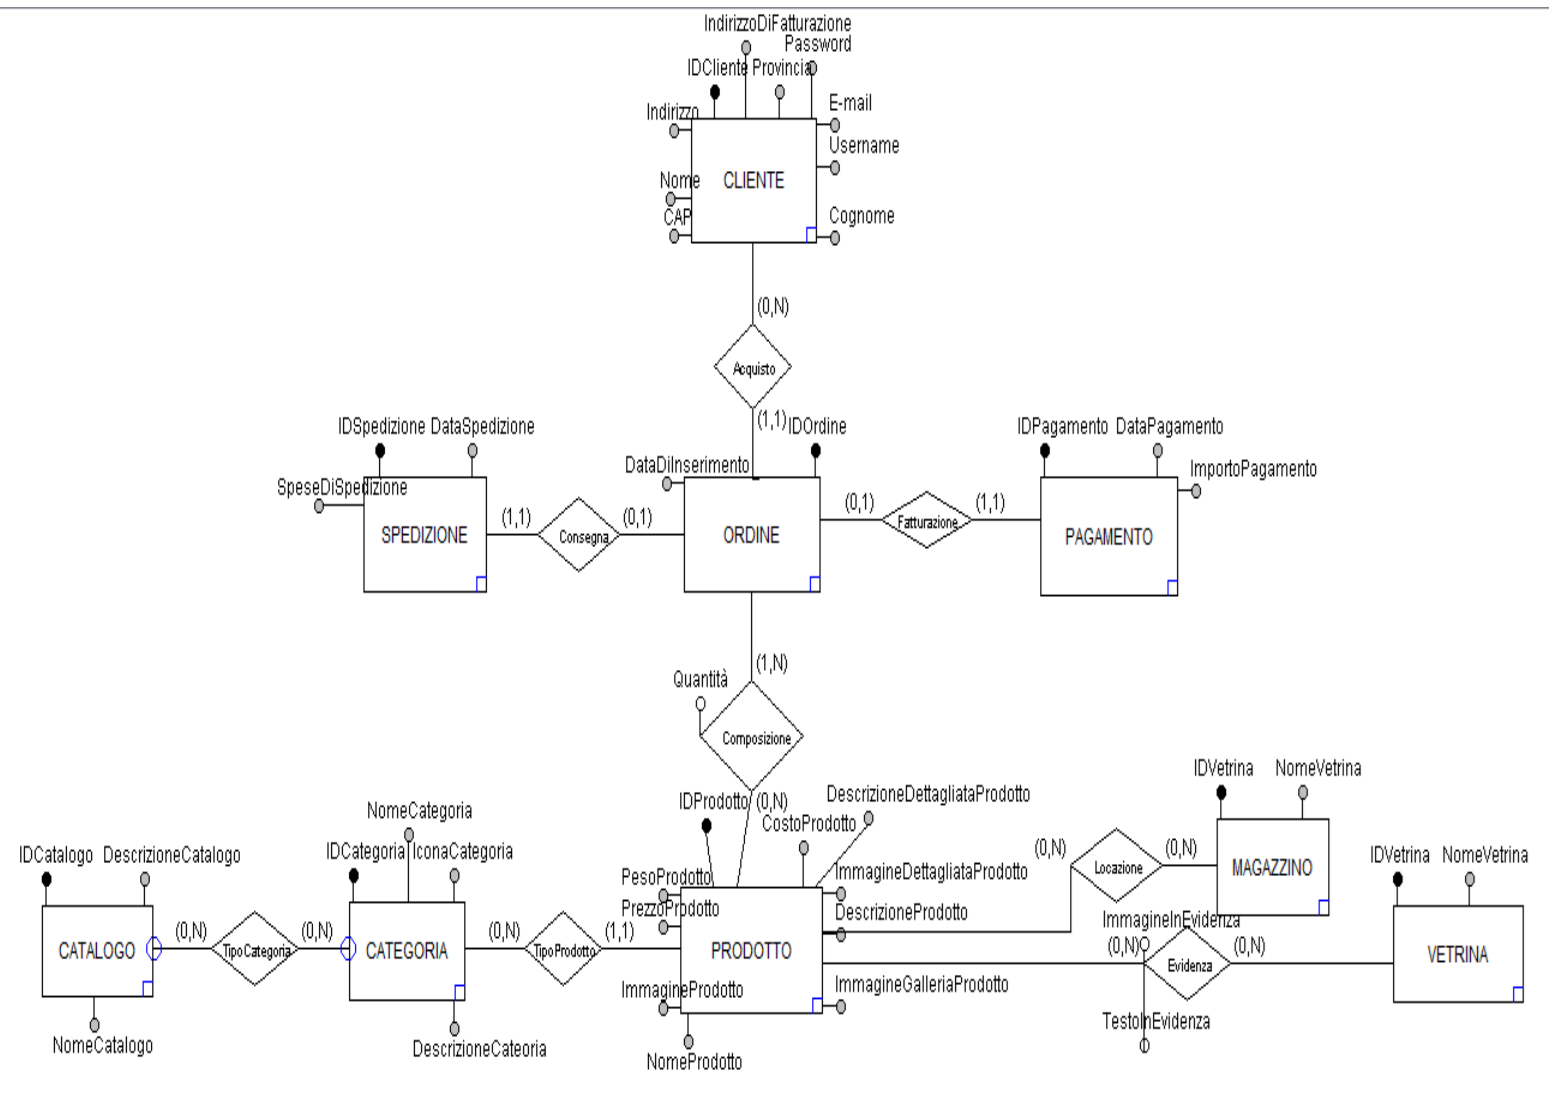 IndirizzoDiFatturazione
Password
IDCliente Provincia
E-mail
Indirizzo
Username
CLIENTE
Nome
CAP
Cognome
(0,N)
Acquisto
(1,1)
IDOrdine
IDSpedizione DataSpedizione
IDPagamento DataPagamento
DataDiInserimento
ImportoPagamento
SpeseDiSpedizione
(1,1)
(0,1)
(0,1)
(1,1)
SPEDIZIONE
Consegna
ORDINE
Fatturazione
PAGAMENTO
(1,N)
Quantità
Composizione
IDVetrina NomeVetrina
IDProdotto
(0,N)
DescrizioneDettagliataProdotto
NomeCategoria
CostoProdotto
IDCatalogo DescrizioneCatalogo
IDCategoria IconaCategoria
(0,N)
Locazione
(0,N)
MAGAZZINO
IDVetrina NomeVetrina
PesoProdotto
ImmagineDettagliataProdotto
PrezzoProdotto
DescrizioneProdotto
ImmagineInEvidenza
(0,N)
(0,N)
(0,N)
(1,1)
(0,N)
(0,N)
CATALOGO
TipoCategoria
CATEGORIA
TipoProdotto
PRODOTTO
Evidenza
VETRINA
ImmagineProdotto
ImmagineGalleriaProdotto
TestoInEvidenza
NomeCatalogo
DescrizioneCateoria
NomeProdotto